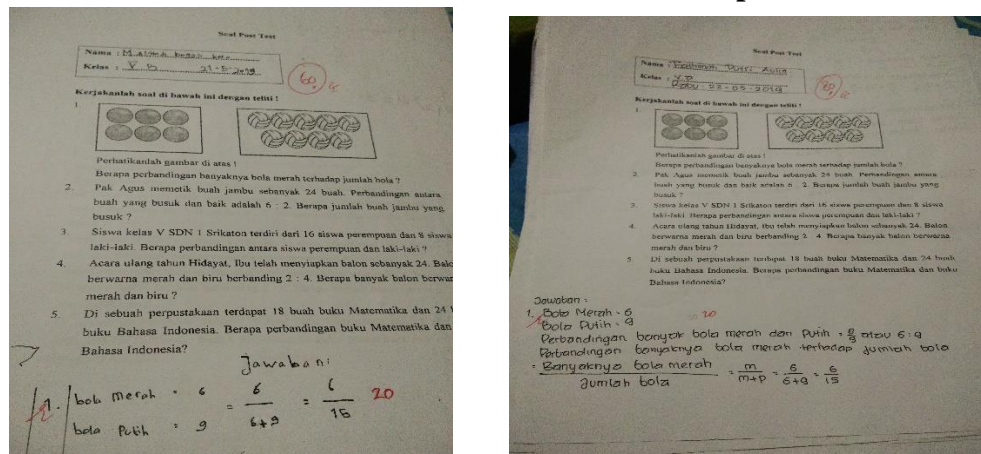 Soal Post Test
Nama :
Kelas : V B 21-5-2019
60
Kerjakanlah soal di bawah ini dengan teliti !
1.
Perhatikanlah gambar di atas !
Berapa perbandingan banyaknya bola merah terhadap jumlah bola ?
2. Pak Agus memetik buah jambu sebanyak 24 buah. Perbandingan antara
buah yang busuk dan baik adalah 6 : 2. Berapa jumlah buah jambu yang
busuk ?
3. Siswa kelas V SDN 1 Srikaton terdiri dari 16 siswa perempuan dan 8 siswa
laki-laki. Berapa perbandingan antara siswa perempuan dan laki-laki ?
4. Acara ulang tahun Hidayat, Ibu telah menyiapkan balon sebanyak 24. Balo
berwarna merah dan biru berbanding 2 : 4. Berapa banyak balon berwar
merah dan biru ?
5. Di sebuah perpustakaan terdapat 18 buah buku Matematika dan 24
buku Bahasa Indonesia. Berapa perbandingan buku Matematika dan
Bahasa Indonesia?
Jawaban:
1. bola merah = 6
bola Putih = 9
= 6/6+9 = 6/15 20
Soal Post Test
Nama : Putri Aulia
Kelas :
Rabu - 22 - 05 - 2019
60
Kerjakanlah soal di bawah ini dengan teliti !
1.
Perhatikanlah gambar di atas !
Berapa perbandingan banyaknya bola merah terhadap jumlah bola ?
2. Pak Agus memetik buah jambu sebanyak 24 buah. Perbandingan antara
buah yang busuk dan baik adalah 6 : 2. Berapa jumlah buah jambu yang
busuk ?
3. Siswa kelas V SDN 1 Srikaton terdiri dari 16 siswa perempuan dan 8 siswa
laki-laki. Berapa perbandingan antara siswa perempuan dan laki-laki ?
4. Acara ulang tahun Hidayat, Ibu telah menyiapkan balon sebanyak 24. Balon
berwarna merah dan biru berbanding 2 : 4. Berapa banyak balon berwarna
merah dan biru ?
5. Di sebuah perpustakaan terdapat 18 buah buku Matematika dan 24 buah
buku Bahasa Indonesia. Berapa perbandingan buku Matematika dan buku
Bahasa Indonesia?
Jawaban :
1. Bola Merah = 6 20
Bola Putih = 9
Perbandingan banyak bola merah dan Putih = 6/9 atau 6:9
Perbandingan banyaknya bola merah terhadap jumlah bola
= Banyaknya bola merah / Jumlah bola = m/m+p = 6/6+9 = 6/15